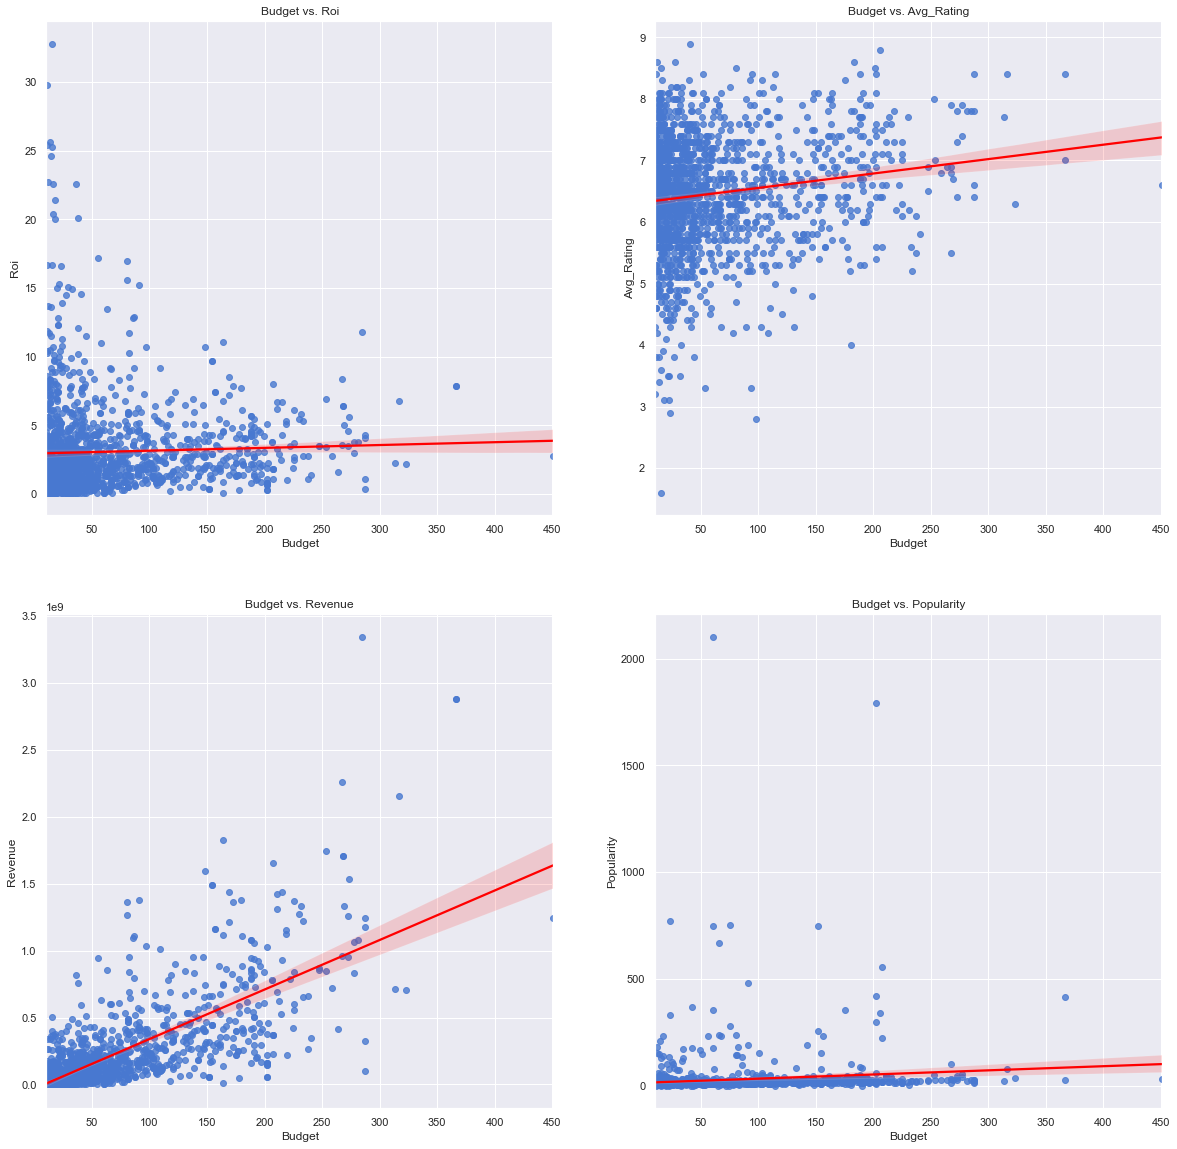 Budget vs. Roi
30
25
20
15
10
5
0
Roi
50 100 150 200 250 300 350 400 450
Budget
Budget vs. Avg_Rating
9
8
7
6
5
4
3
2
Avg_Rating
50 100 150 200 250 300 350 400 450
Budget
Budget vs. Revenue
1e9
3.5
3.0
2.5
2.0
1.5
1.0
0.5
0.0
Revenue
50 100 150 200 250 300 350 400 450
Budget
Budget vs. Popularity
2000
1500
1000
500
0
Popularity
50 100 150 200 250 300 350 400 450
Budget